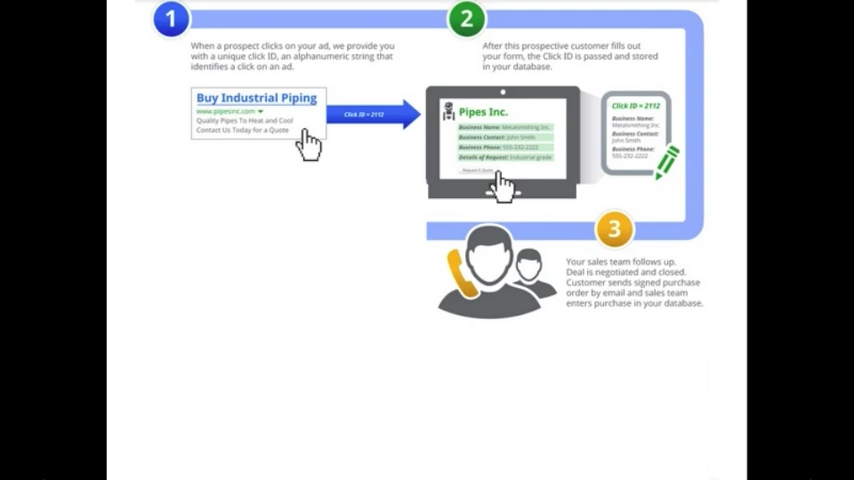 1
When a prospect clicks on your ad, we provide you
with a unique click ID, an alphanumeric string that
identifies a click on an ad.
Buy Industrial Piping
www.pipesinc.com
Quality Pipes To Heat and Cool
Contact Us Today for a Quote
Click ID = 2112
2
After this prospective customer fills out
your form, the Click ID is passed and stored
in your database.
Pipes Inc.
Business Name: Metalsmithing Inc.
Business Contact: John Smith
Business Phone: 555-232-2222
Details of Request: Industrial grade
Request A Quote
Click ID = 2112
Business Name:
Metalsmithing Inc.
Business Contact:
John Smith
Business Phone:
555-232-2222
3
Your sales team follows up.
Deal is negotiated and closed.
Customer sends signed purchase
order by email and sales team
enters purchase in your database.